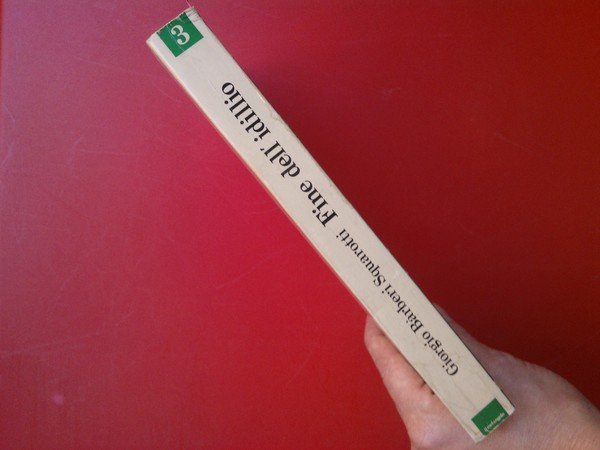 Giorgio Bàrberi Squarotti Fine dell'idillio
3